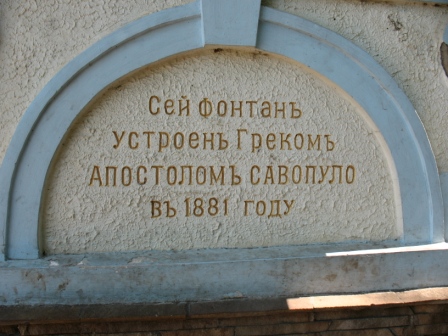 Сей фонтанъ
устроенъ Грекомъ
апостоломъ савопуло
въ 1881 году